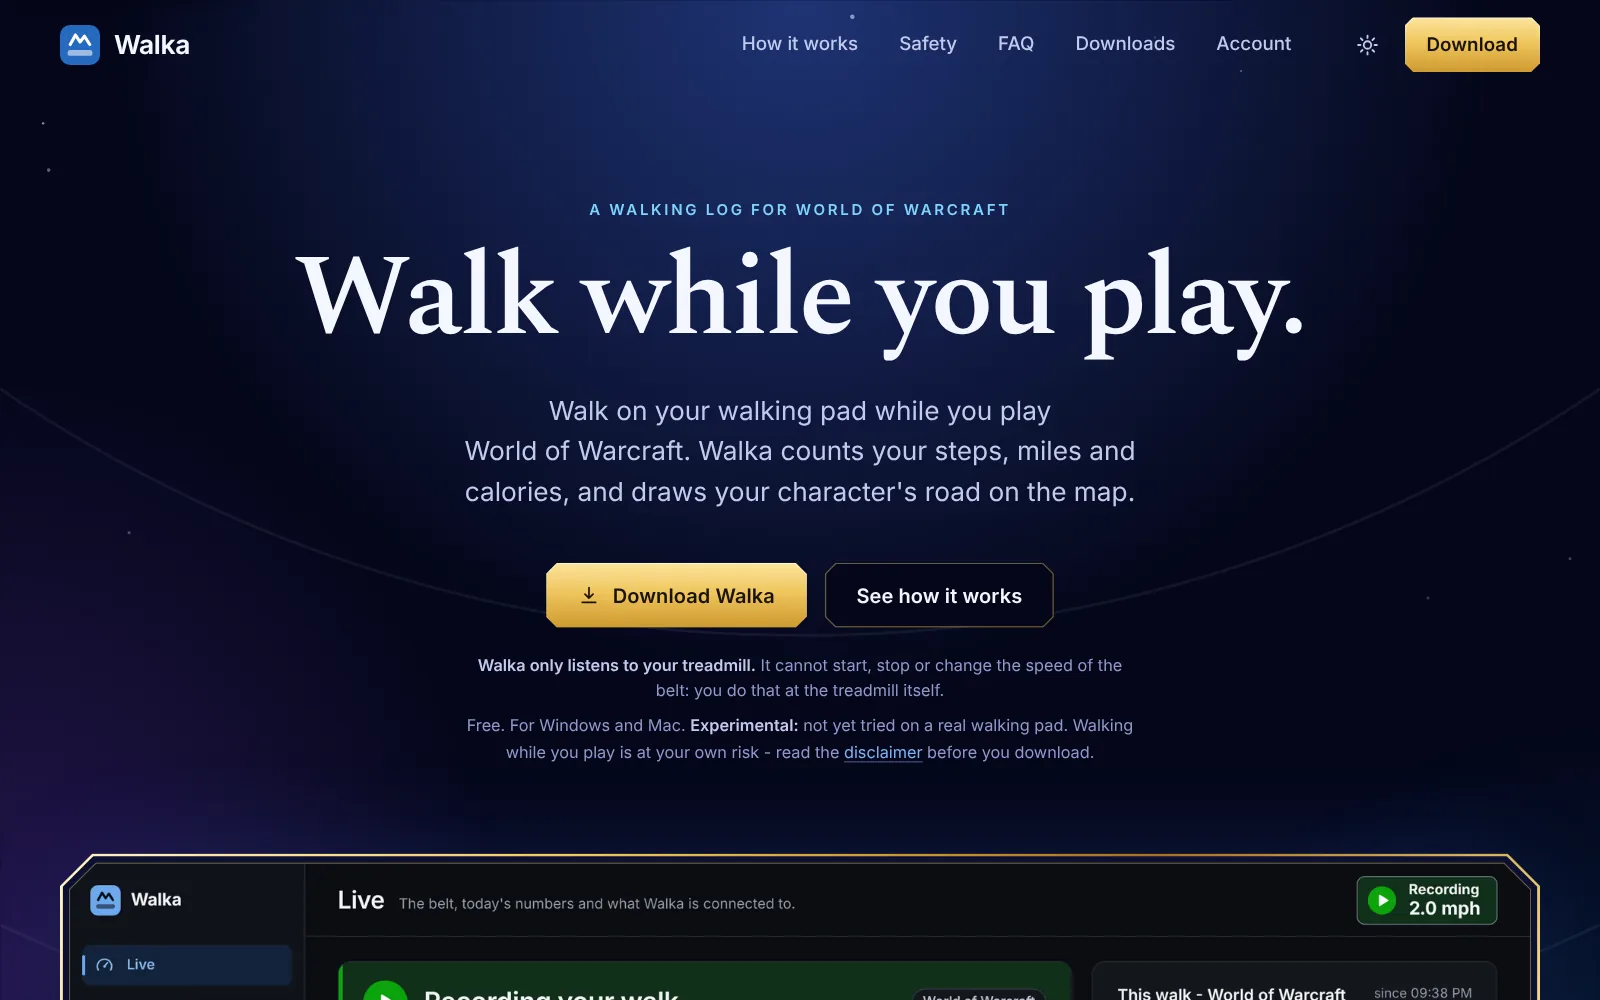 Walka
How it works
Safety
FAQ
Downloads
Account
Download
A WALKING LOG FOR WORLD OF WARCRAFT
Walk while you play.
Walk on your walking pad while you play
World of Warcraft. Walka counts your steps, miles and
calories, and draws your character's road on the map.
Download Walka
See how it works
Walka only listens to your treadmill. It cannot start, stop or change the speed of the
belt: you do that at the treadmill itself.
Free. For Windows and Mac. Experimental: not yet tried on a real walking pad. Walking
while you play is at your own risk - read the disclaimer before you download.
Walka
Live The belt, today's numbers and what Walka is connected to.
Recording
2.0 mph
Live
Recording your walk
World of Warcraft
This walk - World of Warcraft
since 09:38 PM